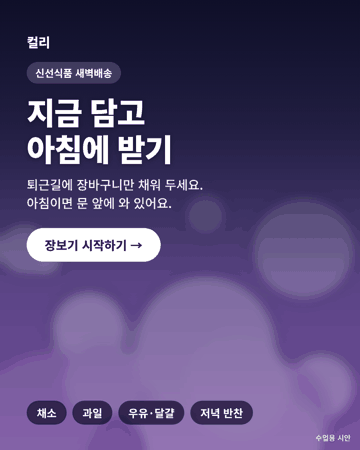 컬리
신선식품 새벽배송
지금 담고
아침에 받기
퇴근길에 장바구니만 채워 두세요.
아침이면 문 앞에 와 있어요.
장보기 시작하기 →
채소 과일 우유·달걀 저녁 반찬
수업용 시안